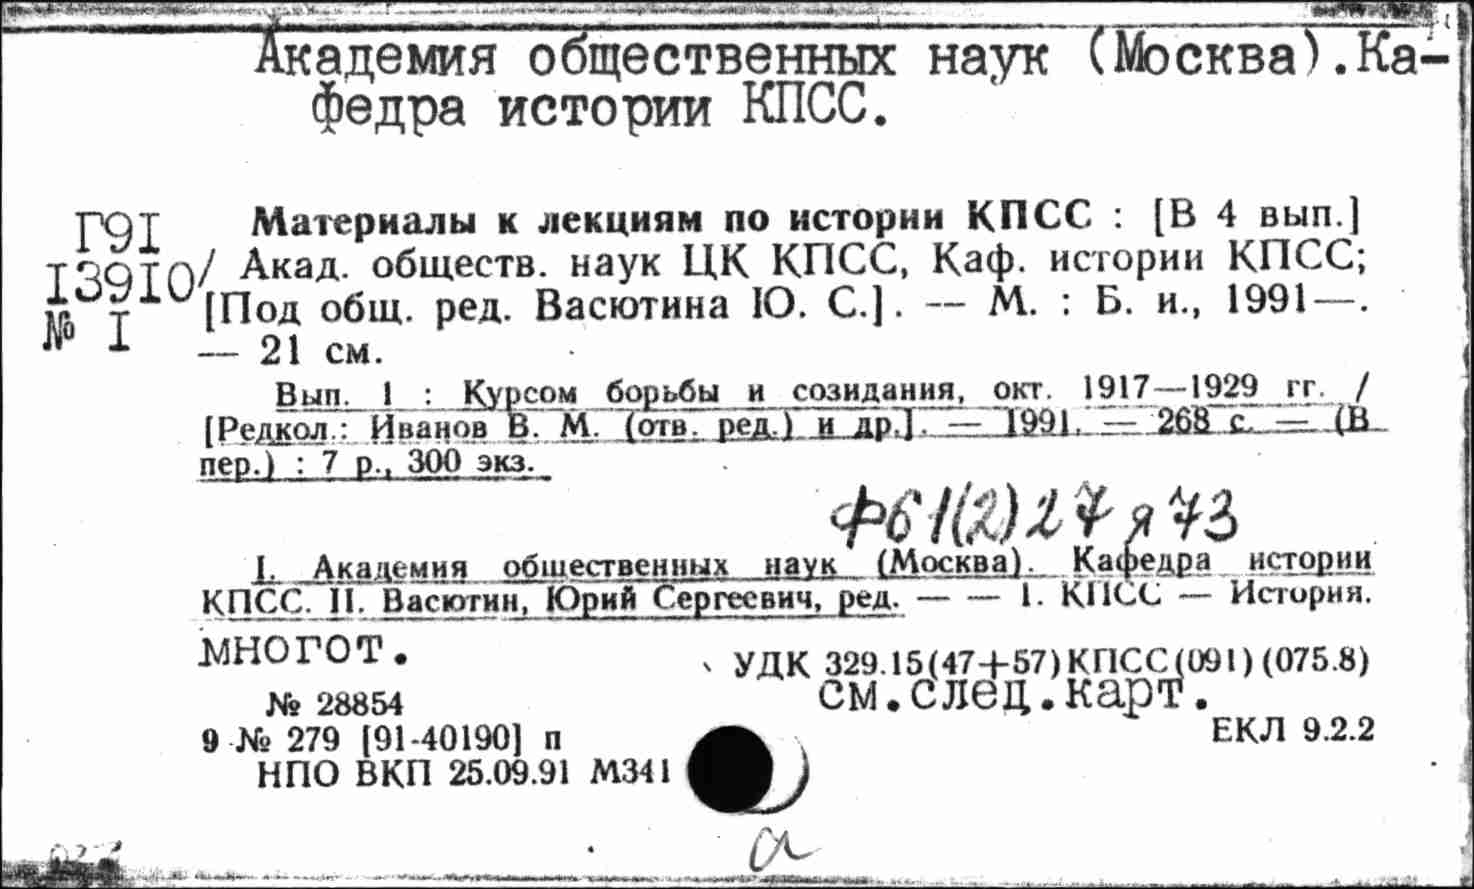 Академия общественных наук (Москва).Ка-
федра истории КПСС.
Г9I
I39I0/
№ I
Материалы к лекциям по истории КПСС : [В 4 вып.]
Акад. обществ. наук ЦК КПСС, Каф. истории КПСС;
[Под общ. ред. Васютина Ю. С.]. — М. : Б. и., 1991—.
— 21 см.
Вып. 1 : Курсом борьбы и созидания, окт. 1917—1929 гг. /
[Редкол.: Иванов В. М. (отв. ред.) и др.]. — 1991. — 268 с. — (В
пер.) : 7 р., 300 экз.
Ф61(2)27я73
I. Академия общественных наук (Москва). Кафедра истории
КПСС. II. Васютин, Юрий Сергеевич, ред. — — 1. КПСС — История.
многот.
УДК 329.15(47+57)КПСС(091)(075.8)
см.след.карт.
№ 28854
ЕКЛ 9.2.2
9 № 279 [91-40190] п
НПО ВКП 25.09.91 М341
а